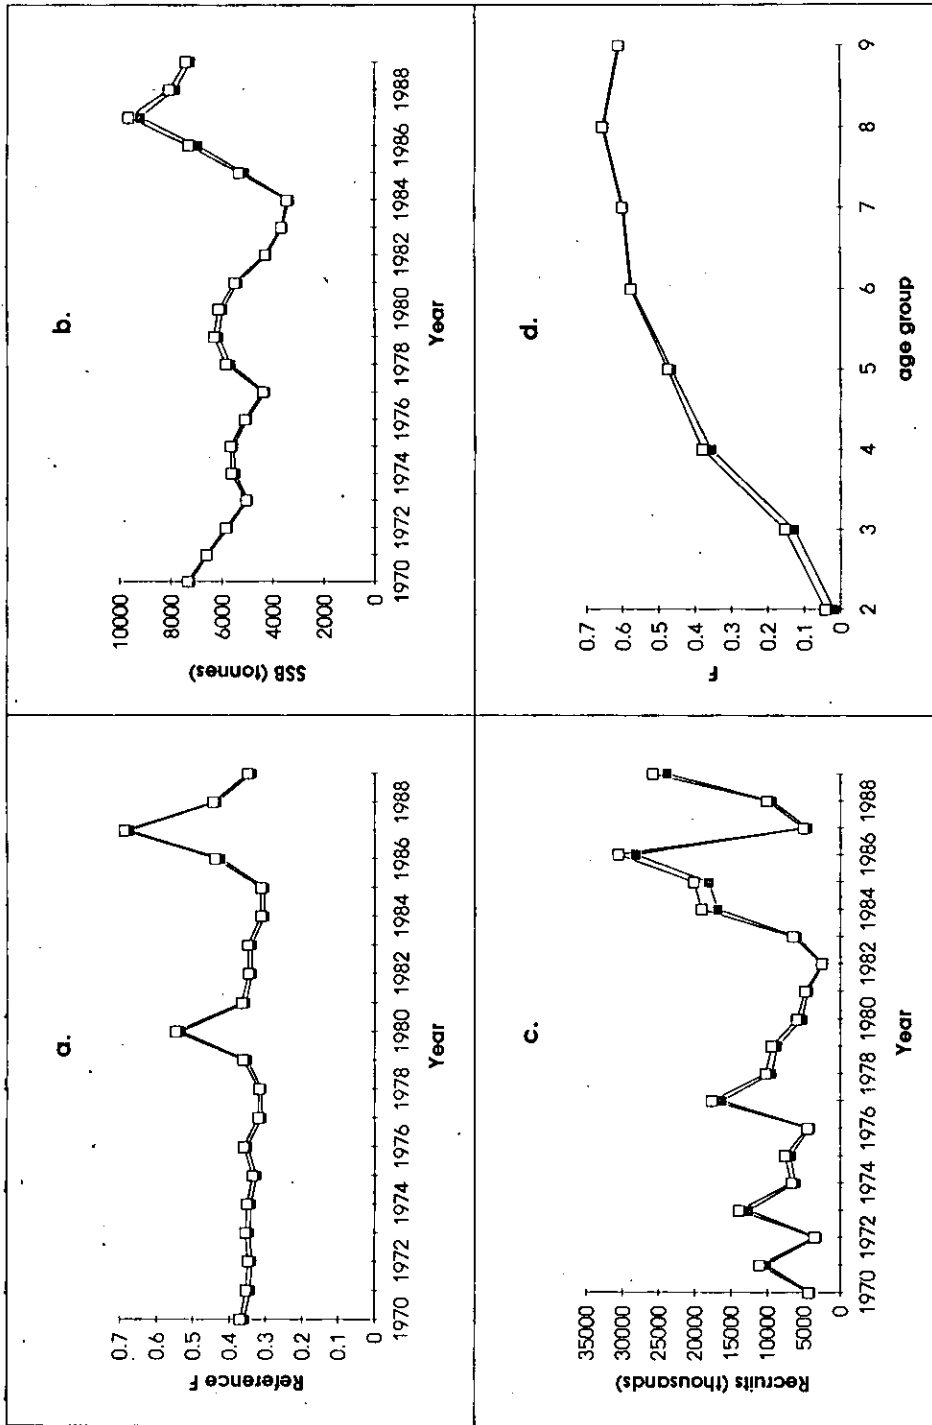 a.
Reference F
0.7
0.6
0.5
0.4
0.3
0.2
0.1
0
1970 1972 1974 1976 1978 1980 1982 1984 1986 1988
Year
b.
SSB (tonnes)
10000
8000
6000
4000
2000
0
1970 1972 1974 1976 1978 1980 1982 1984 1986 1988
Year
c.
Recruits (thousands)
35000
30000
25000
20000
15000
10000
5000
0
1970 1972 1974 1976 1978 1980 1982 1984 1986 1988
Year
d.
F
0.7
0.6
0.5
0.4
0.3
0.2
0.1
0
2 3 4 5 6 7 8 9
age group